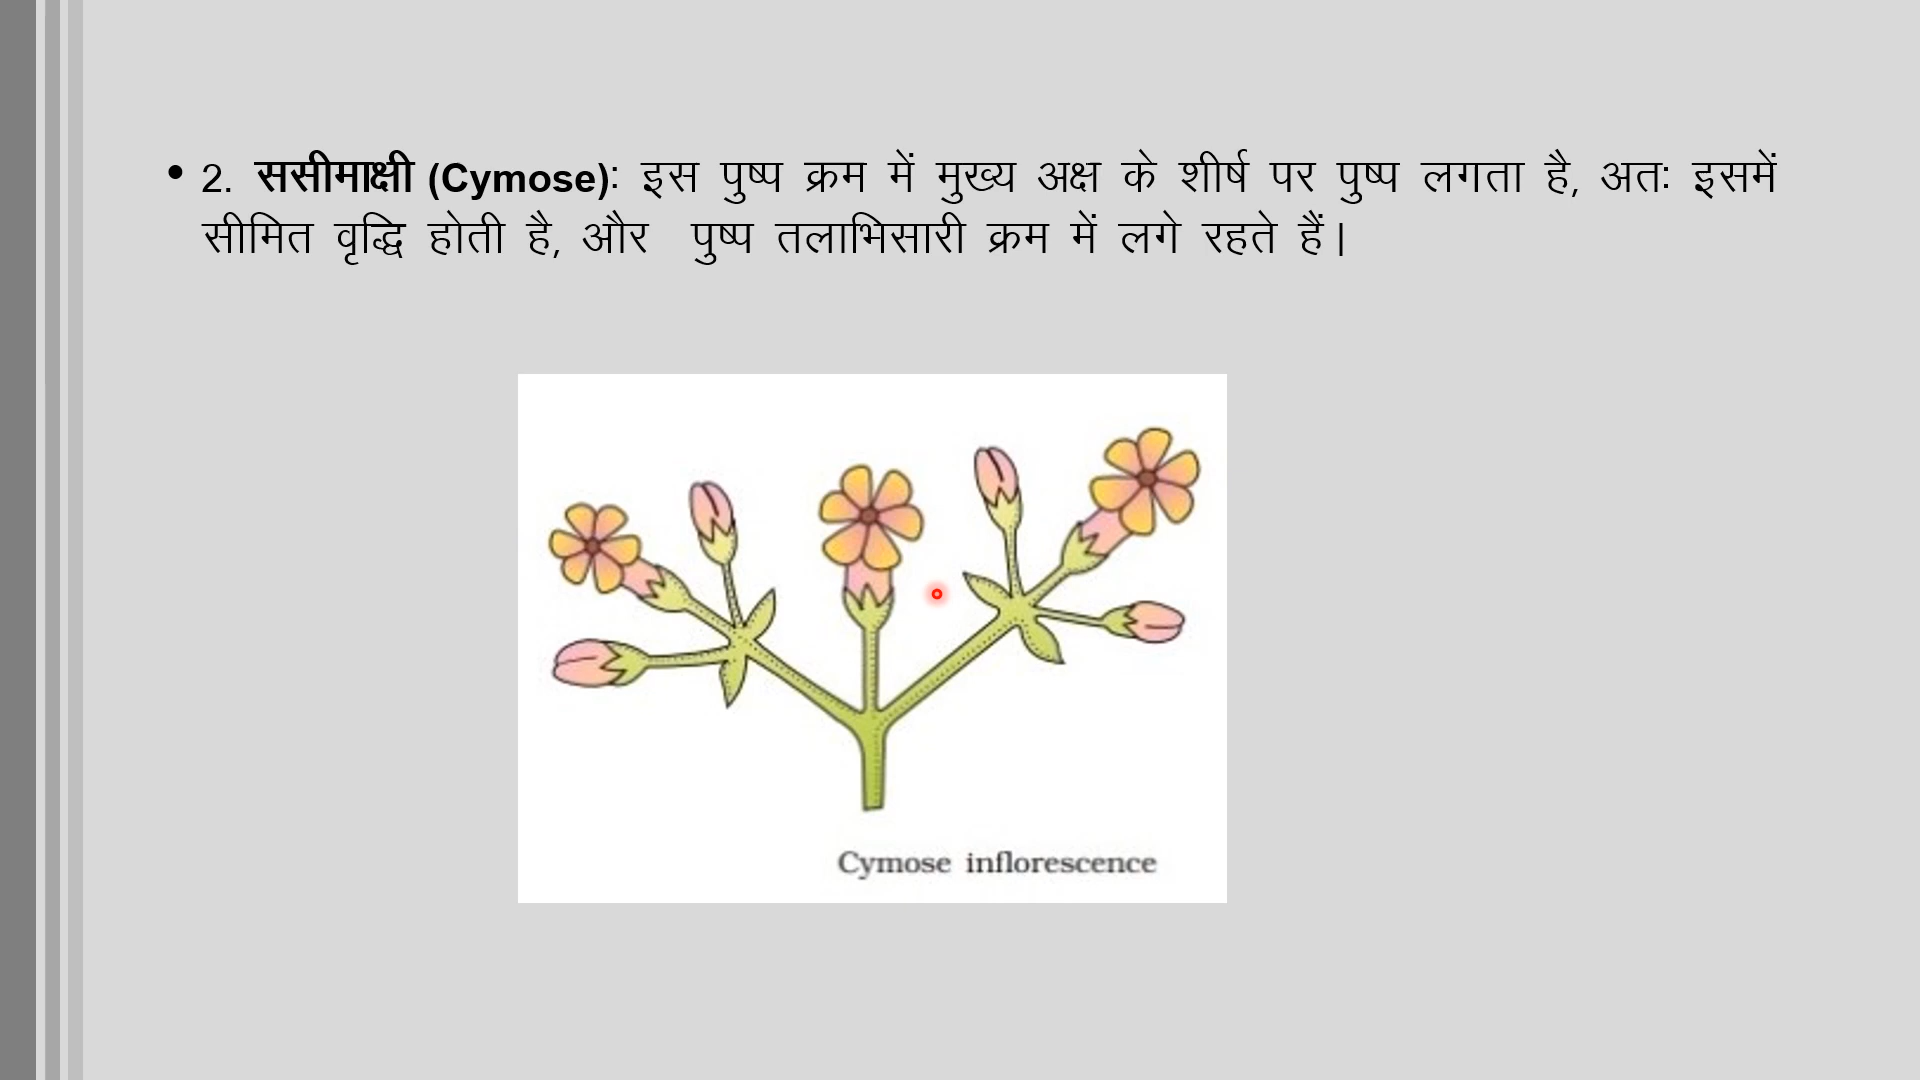 • 2. ससीमाक्षी (Cymose): इस पुष्प क्रम में मुख्य अक्ष के शीर्ष पर पुष्प लगता है, अतः इसमें
सीमित वृद्धि होती है, और पुष्प तलाभिसारी क्रम में लगे रहते हैं|
Cymose inflorescence